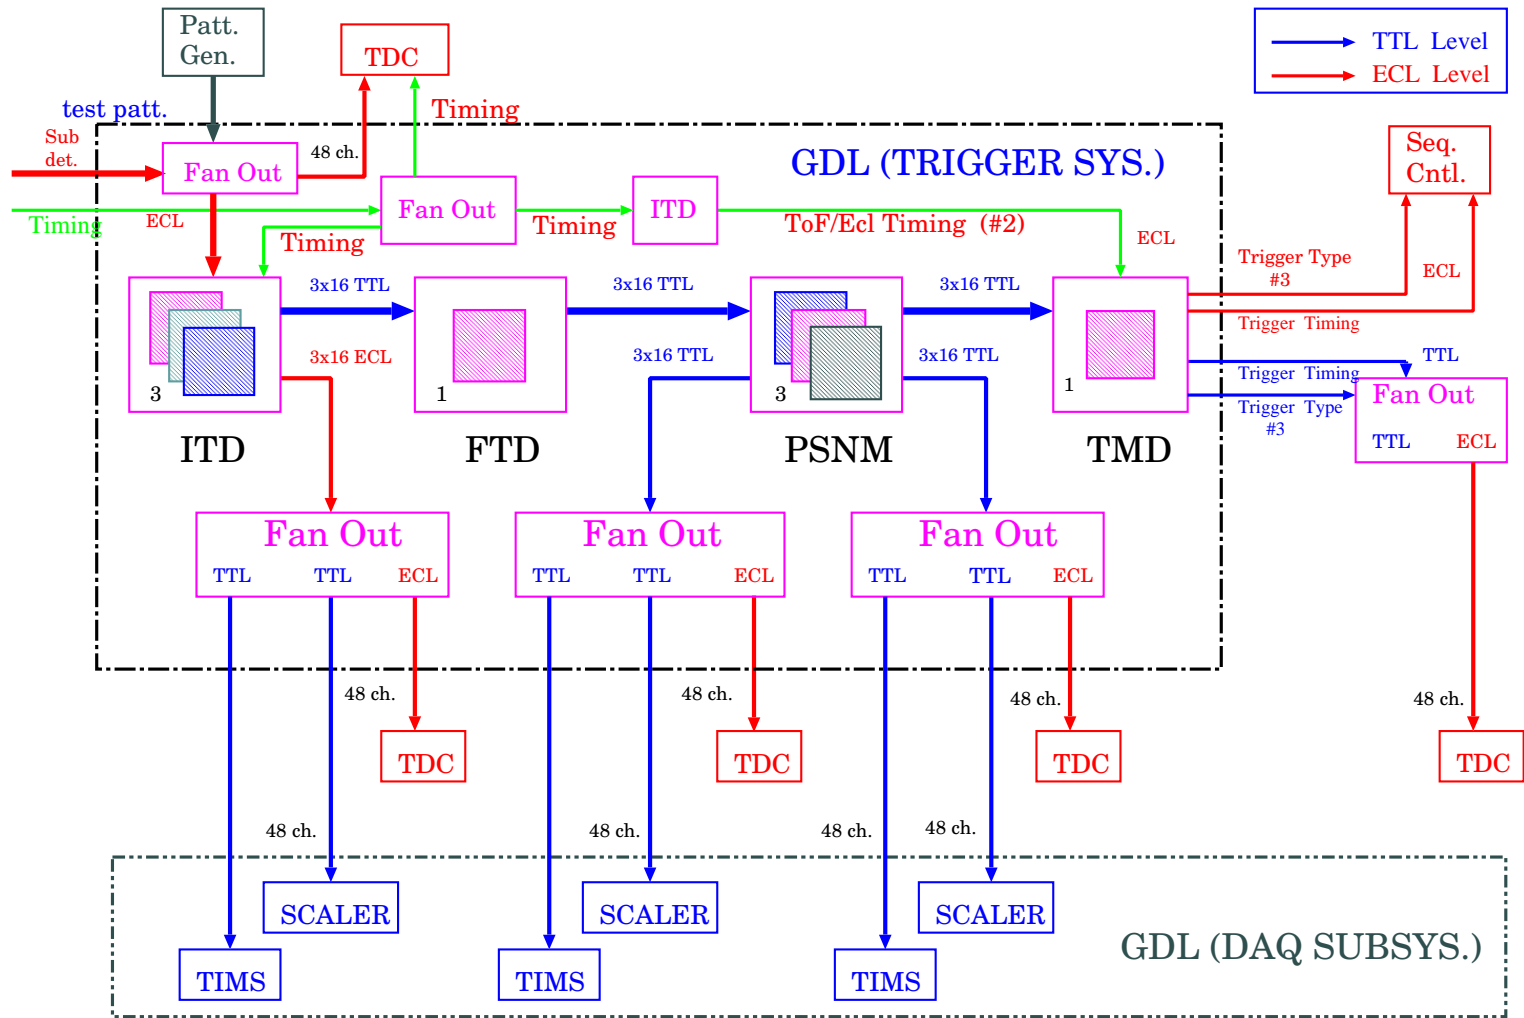 Patt.
Gen.
TDC
TTL Level
ECL Level
test patt.
Timing
Sub
det.
48 ch.
Fan Out
GDL (TRIGGER SYS.)
Seq.
Cntl.
Timing
ECL
Fan Out
Timing
ITD
ToF/Ecl Timing (#2)
Timing
ECL
Trigger Type
#3
ECL
3x16 TTL
3x16 TTL
3x16 TTL
Trigger Timing
3x16 ECL
3x16 TTL
3x16 TTL
TTL
Trigger Timing
3
1
3
1
Fan Out
Trigger Type
#3
TTL
ECL
ITD
FTD
PSNM
TMD
Fan Out
Fan Out
Fan Out
TTL
TTL
ECL
TTL
TTL
ECL
TTL
TTL
ECL
48 ch.
48 ch.
48 ch.
48 ch.
TDC
TDC
TDC
TDC
48 ch.
48 ch.
48 ch.
48 ch.
SCALER
SCALER
SCALER
GDL (DAQ SUBSYS.)
TIMS
TIMS
TIMS